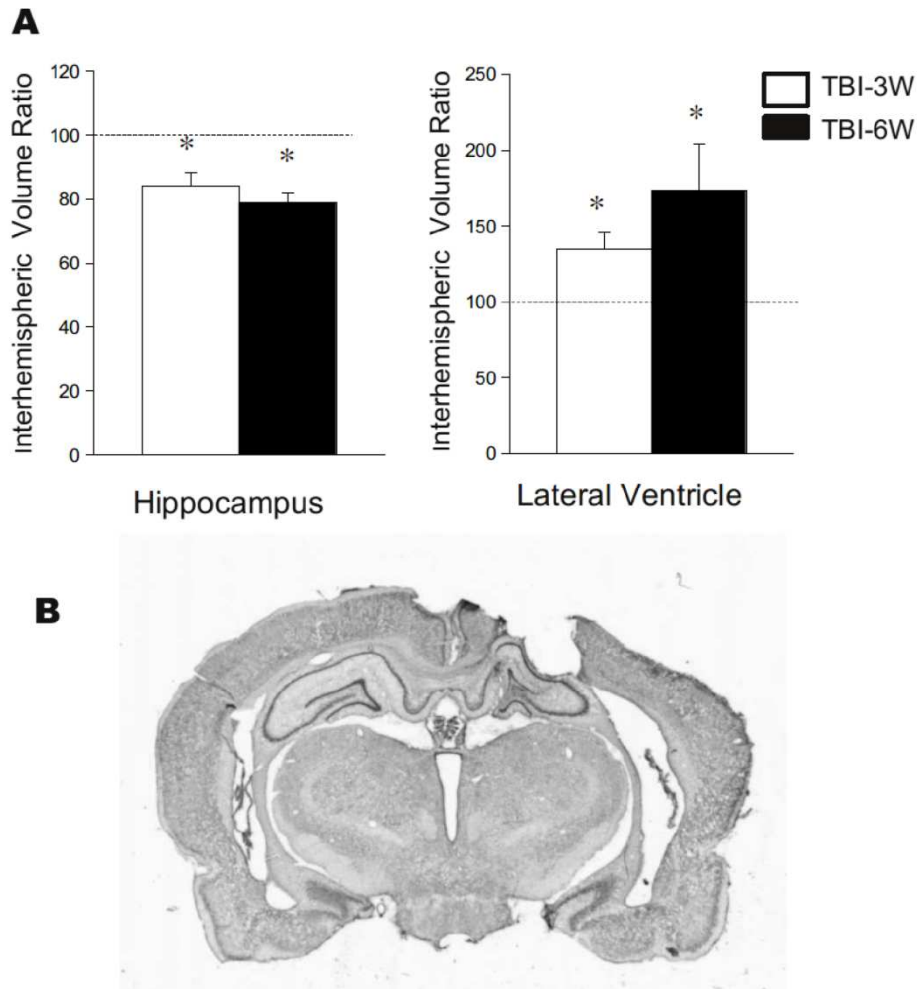 A
Interhemispheric Volume Ratio
120
100
80
60
40
20
0
*
*
Hippocampus
Interhemispheric Volume Ratio
250
200
150
100
50
0
*
*
Lateral Ventricle
TBI-3W
TBI-6W
B